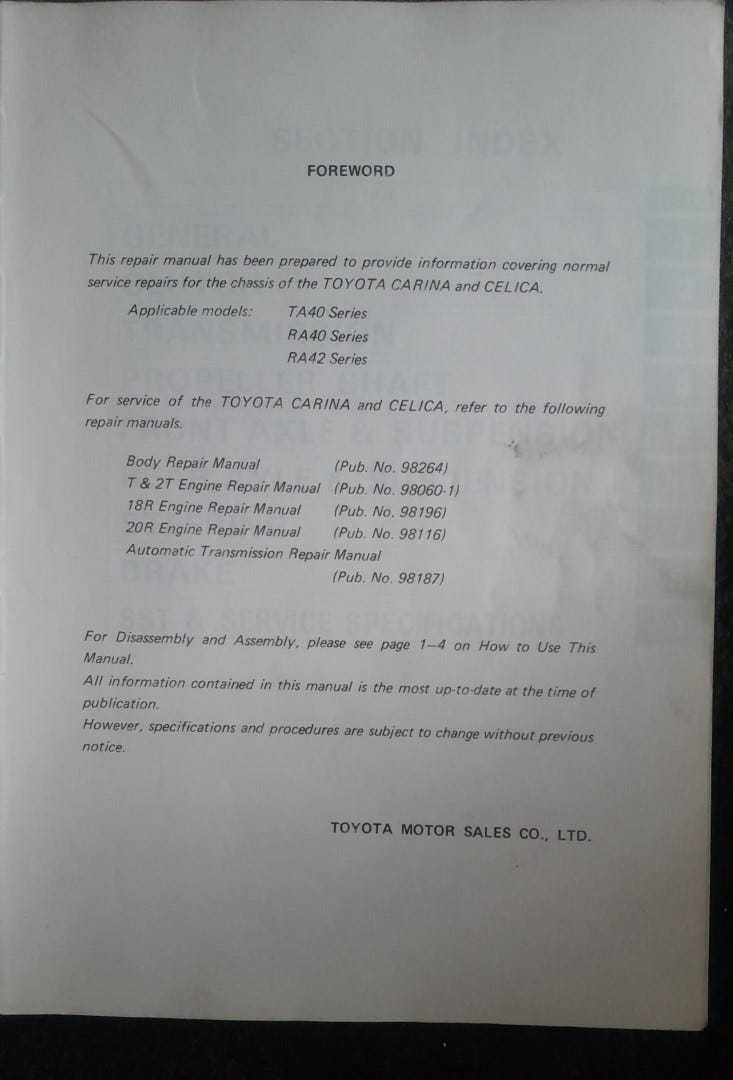 FOREWORD
This repair manual has been prepared to provide information covering normal
service repairs for the chassis of the TOYOTA CARINA and CELICA.
Applicable models: TA40 Series
RA40 Series
RA42 Series
For service of the TOYOTA CARINA and CELICA, refer to the following
repair manuals.
Body Repair Manual (Pub. No. 98264)
T & 2T Engine Repair Manual (Pub. No. 98060-1)
18R Engine Repair Manual (Pub. No. 98196)
20R Engine Repair Manual (Pub. No. 98116)
Automatic Transmission Repair Manual
(Pub. No. 98187)
For Disassembly and Assembly, please see page 1–4 on How to Use This
Manual.
All information contained in this manual is the most up-to-date at the time of
publication.
However, specifications and procedures are subject to change without previous
notice.
TOYOTA MOTOR SALES CO., LTD.